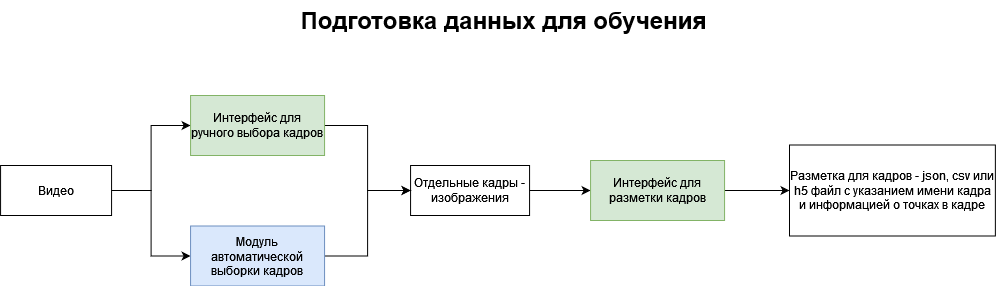 Подготовка данных для обучения
Интерфейс для
ручного выбора кадров
Видео
Отдельные кадры -
изображения
Интерфейс для
разметки кадров
Разметка для кадров - json, csv или
h5 файл с указанием имени кадра
и информацией о точках в кадре
Модуль
автоматической
выборки кадров